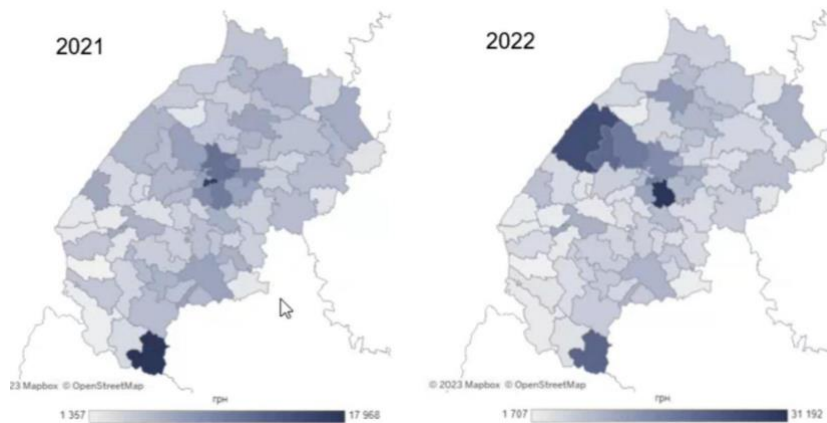 2021
2022
23 Mapbox © OpenStreetMap
© 2023 Mapbox © OpenStreetMap
грн
1 357
17 968
грн
1 707
31 192